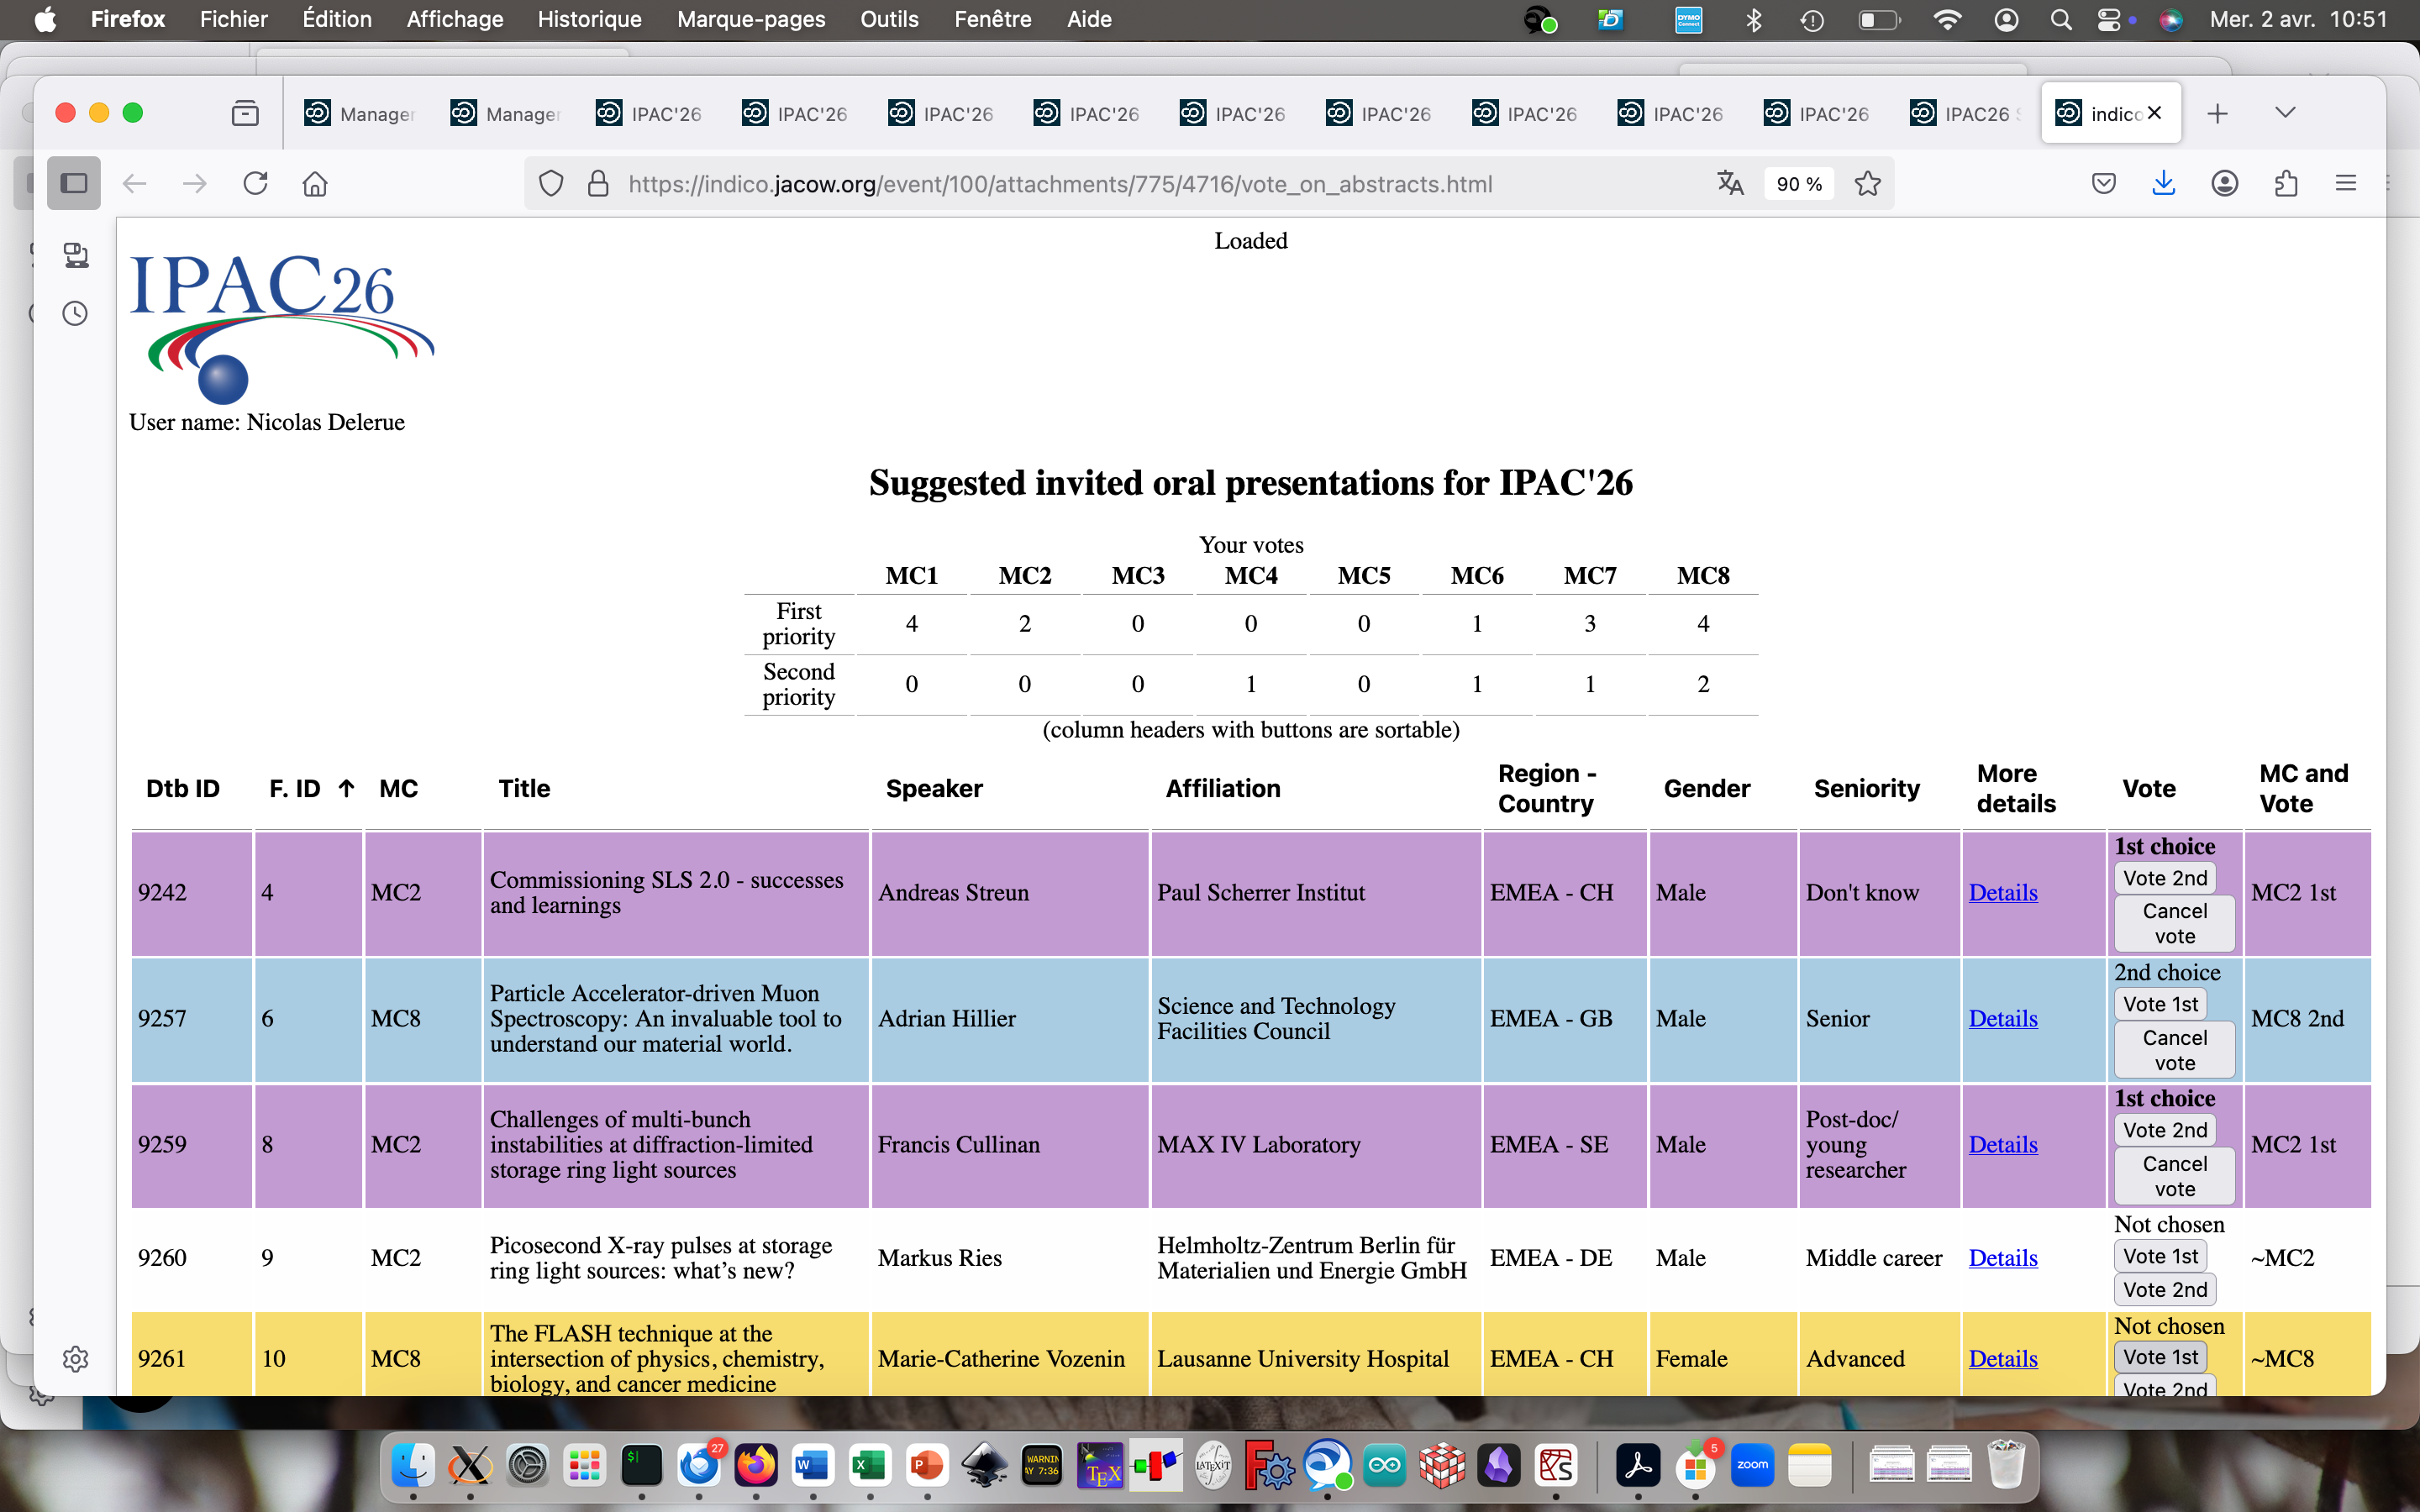 Firefox Fichier Édition Affichage Historique Marque-pages Outils Fenêtre Aide Mer. 2 avr. 10:51
Manager Manager IPAC'26 IPAC'26 IPAC'26 IPAC'26 IPAC'26 IPAC'26 IPAC'26 IPAC'26 IPAC'26 IPAC26 S indico
https://indico.jacow.org/event/100/attachments/775/4716/vote_on_abstracts.html 90 %
Loaded
IPAC26
User name: Nicolas Delerue
Suggested invited oral presentations for IPAC'26
Your votes
MC1 MC2 MC3 MC4 MC5 MC6 MC7 MC8
First priority 4 2 0 0 0 1 3 4
Second priority 0 0 0 1 0 1 1 2
(column headers with buttons are sortable)
Dtb ID F. ID ↑ MC Title Speaker Affiliation Region - Country Gender Seniority More details Vote MC and Vote
9242 4 MC2 Commissioning SLS 2.0 - successes and learnings Andreas Streun Paul Scherrer Institut EMEA - CH Male Don't know Details 1st choice Vote 2nd Cancel vote MC2 1st
9257 6 MC8 Particle Accelerator-driven Muon Spectroscopy: An invaluable tool to understand our material world. Adrian Hillier Science and Technology Facilities Council EMEA - GB Male Senior Details 2nd choice Vote 1st Cancel vote MC8 2nd
9259 8 MC2 Challenges of multi-bunch instabilities at diffraction-limited storage ring light sources Francis Cullinan MAX IV Laboratory EMEA - SE Male Post-doc/ young researcher Details 1st choice Vote 2nd Cancel vote MC2 1st
9260 9 MC2 Picosecond X-ray pulses at storage ring light sources: what's new? Markus Ries Helmholtz-Zentrum Berlin für Materialien und Energie GmbH EMEA - DE Male Middle career Details Not chosen Vote 1st Vote 2nd ~MC2
9261 10 MC8 The FLASH technique at the intersection of physics, chemistry, biology, and cancer medicine Marie-Catherine Vozenin Lausanne University Hospital EMEA - CH Female Advanced Details Not chosen Vote 1st Vote 2nd ~MC8
27
5
zoom